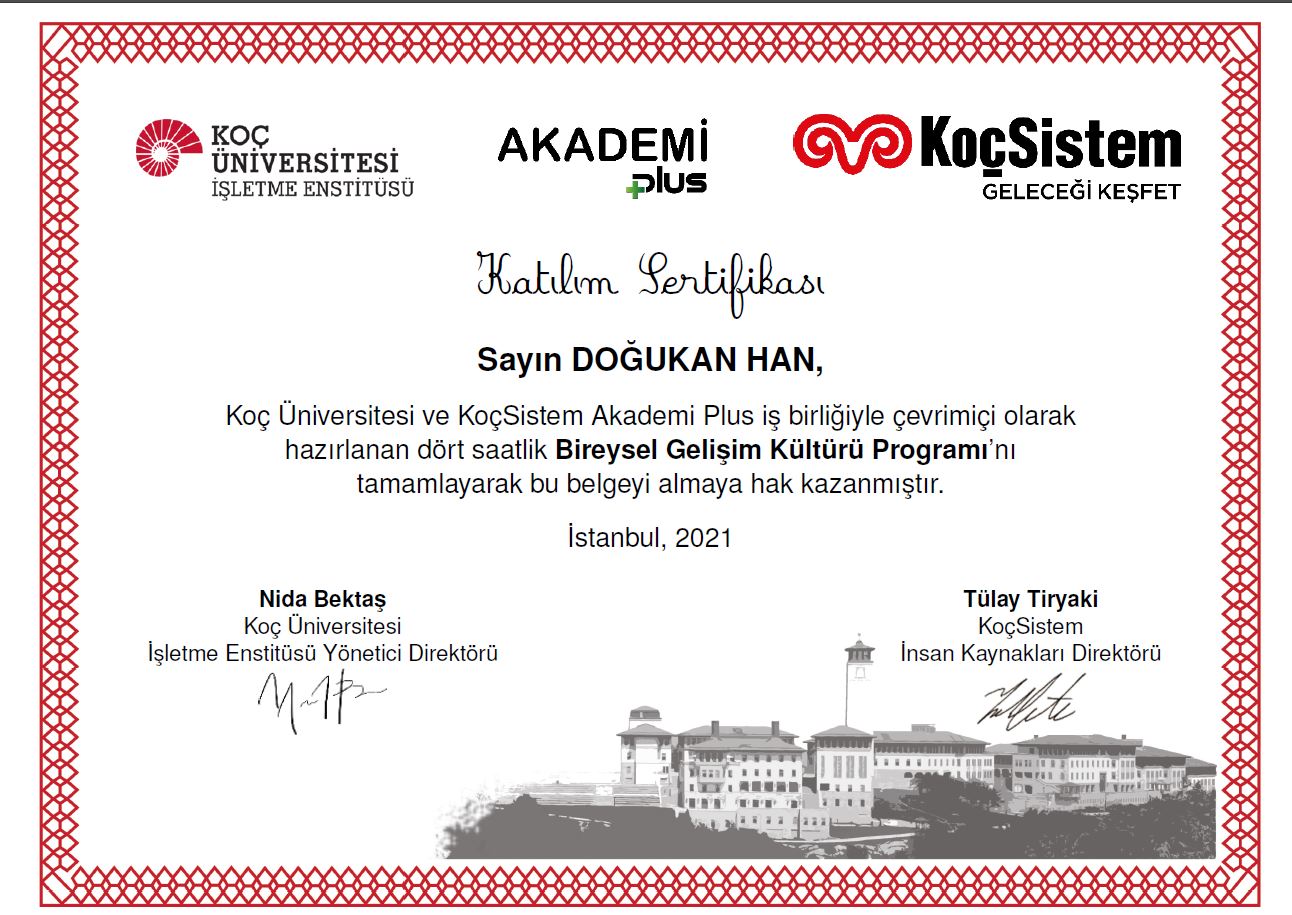 KOÇ
ÜNİVERSİTESİ
İŞLETME ENSTİTÜSÜ
AKADEMİ
plus
KoçSistem
GELECEĞİ KEŞFET
Katılım Sertifikası
Sayın DOĞUKAN HAN,
Koç Üniversitesi ve KoçSistem Akademi Plus iş birliğiyle çevrimiçi olarak
hazırlanan dört saatlik Bireysel Gelişim Kültürü Programı’nı
tamamlayarak bu belgeyi almaya hak kazanmıştır.
İstanbul, 2021
Nida Bektaş
Koç Üniversitesi
İşletme Enstitüsü Yönetici Direktörü
Tülay Tiryaki
KoçSistem
İnsan Kaynakları Direktörü